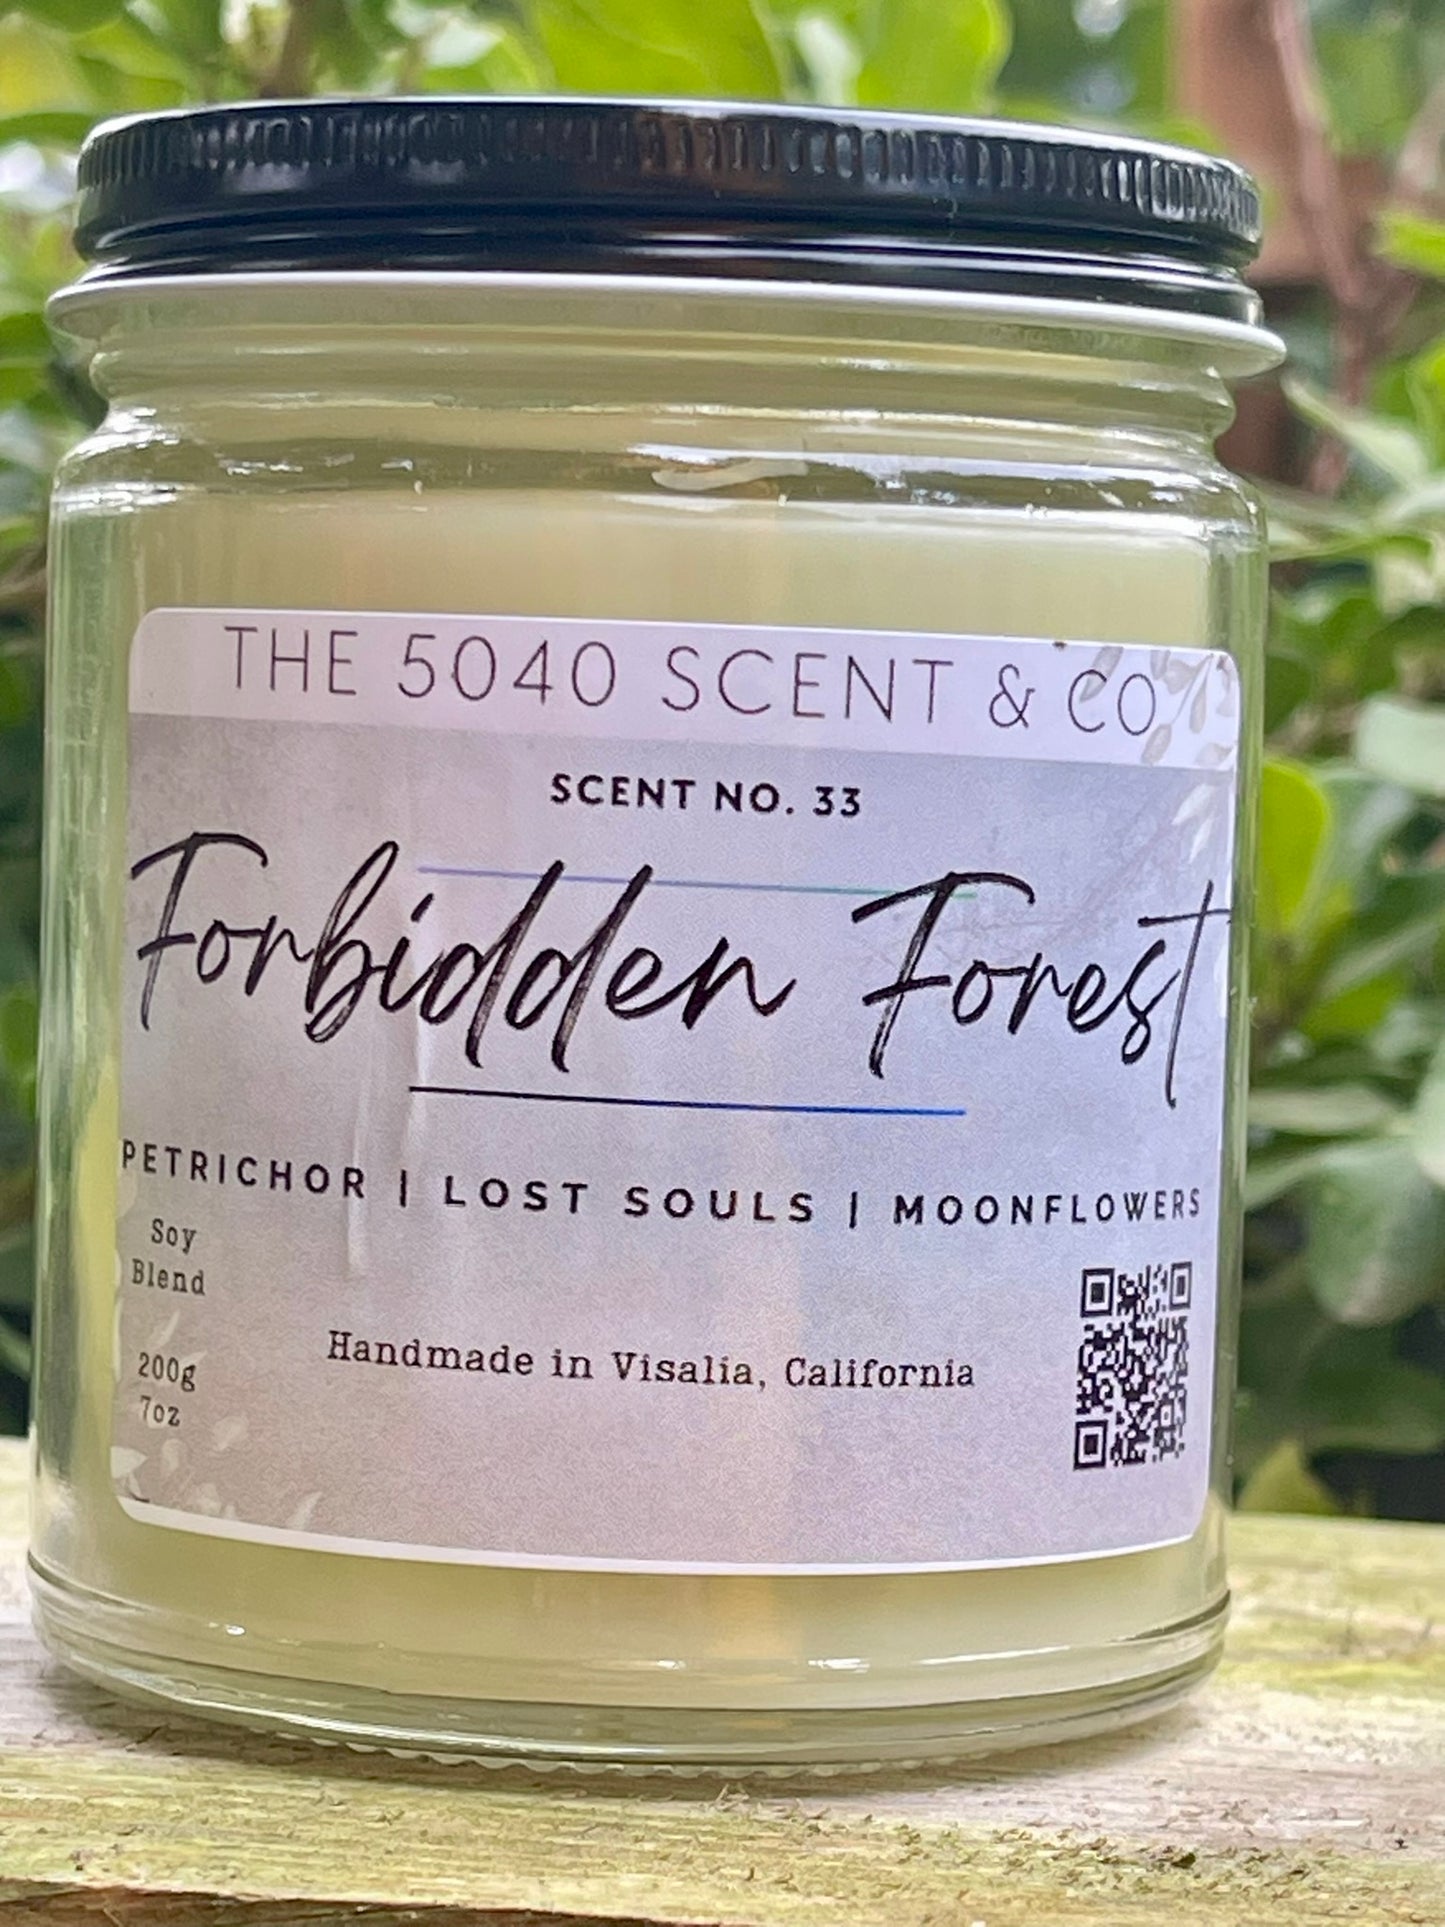 THE 5040 SCENT & CO
SCENT NO. 33
Forbidden Forest
PETRICHOR | LOST SOULS | MOONFLOWERS
Soy
Blend
Handmade in Visalia, California
200g
7oz